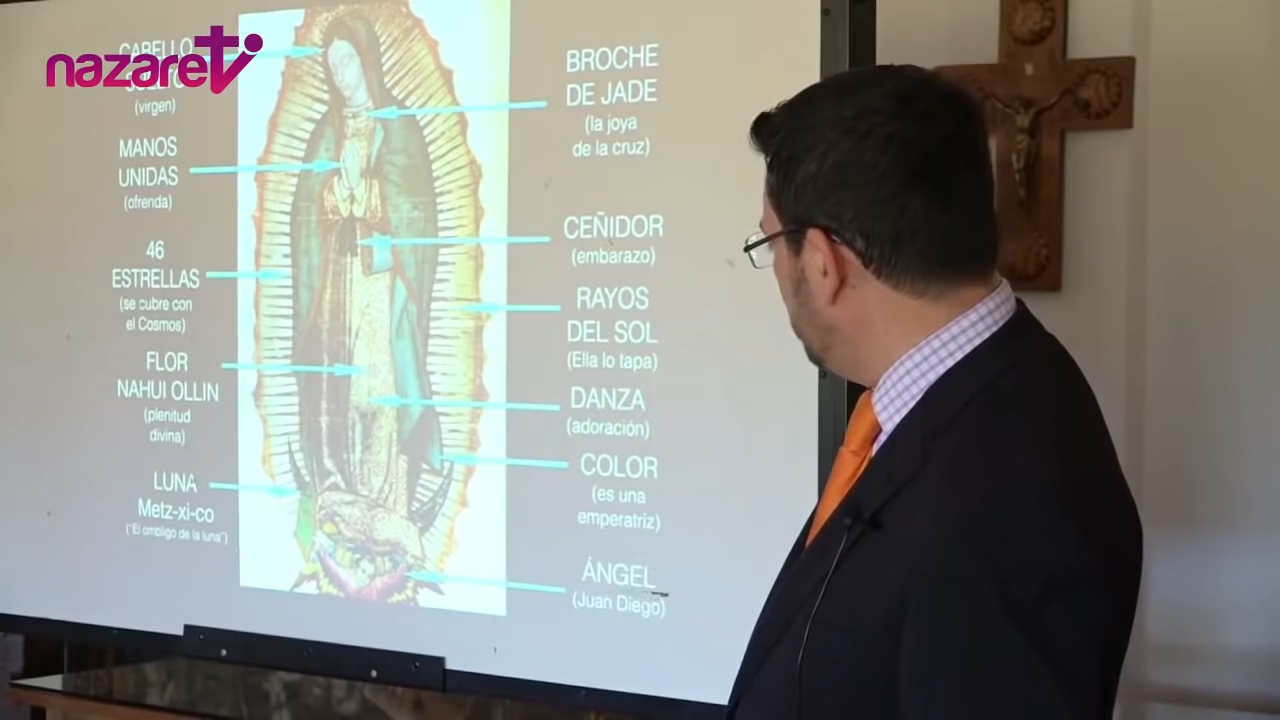 nazaretv
CABELLO
(virgen)
MANOS
UNIDAS
(ofrenda)
46
ESTRELLAS
(se cubre con
el Cosmos)
FLOR
NAHUI OLLIN
(plenitud
divina)
LUNA
Metz-xi-co
("El ombligo de la luna")
BROCHE
DE JADE
(la joya
de la cruz)
CEÑIDOR
(embarazo)
RAYOS
DEL SOL
(Ella lo tapa)
DANZA
(adoración)
COLOR
(es una
emperatriz)
ÁNGEL
(Juan Diego)